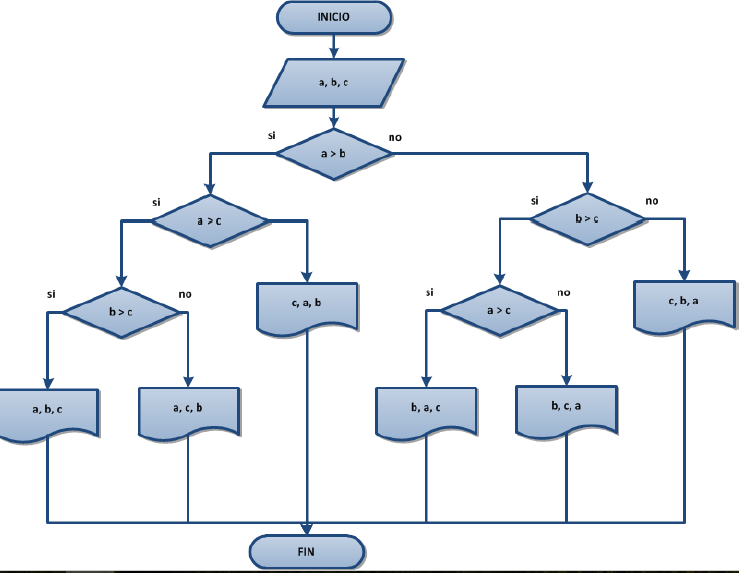 INICIO
a, b, c
si
no
a > b
si
a > c
si
no
b > c
si
no
b > c
c, a, b
si
no
a > c
c, b, a
a, b, c
a, c, b
b, a, c
b, c, a
FIN